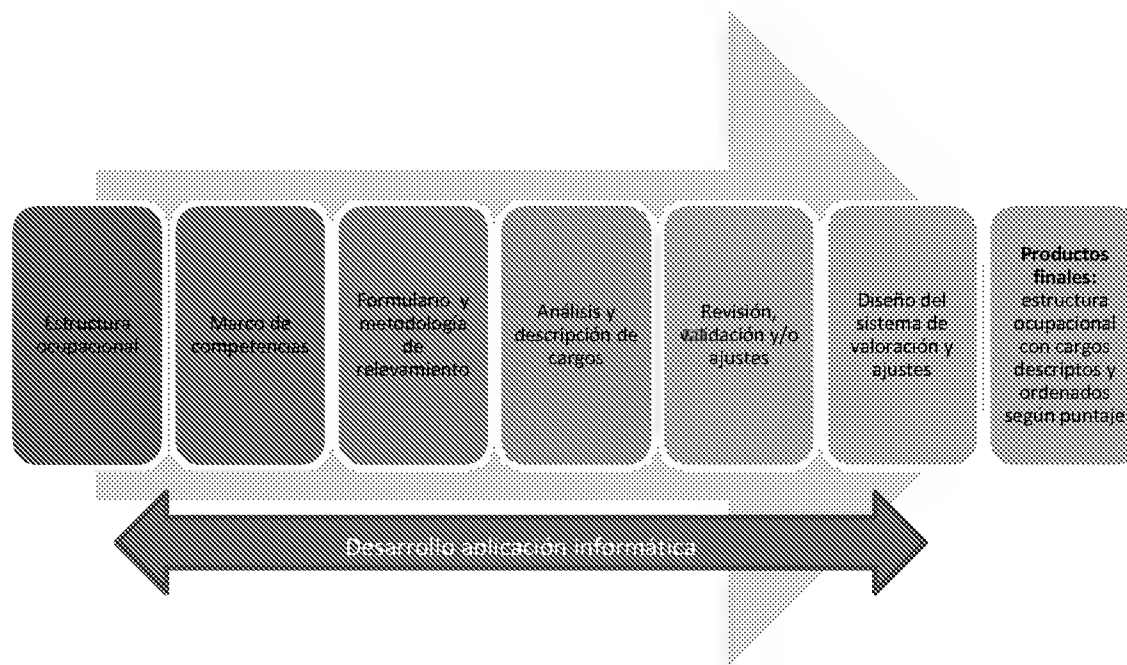 Estructura
ocupacional
Marco de
competencias
Formulario y
metodología
de
relevamiento
Análisis y
descripción de
cargos
Revisión,
validación y/o
ajustes
Diseño del
sistema de
valoración y
ajustes
Productos
finales:
estructura
ocupacional
con cargos
descriptos y
ordenados
según puntaje
Desarrollo aplicación informática